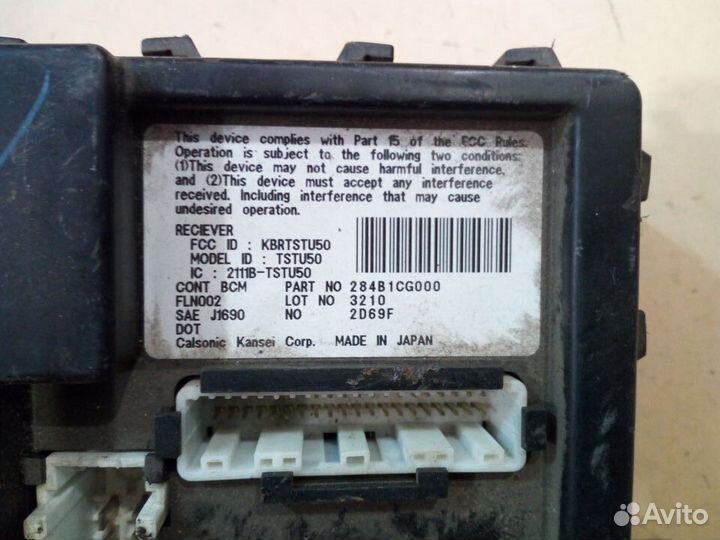 This device complies with Part 15 of the FCC Rules.
Operation is subject to the following two conditions:
(1)This device may not cause harmful interference,
and (2)This device must accept any interference
received. Including interference that may cause
undesired operation.
RECIEVER
FCC ID : KBRTSTU50
MODEL ID : TSTU50
IC : 2111B-TSTU50
CONT BCM PART NO 284B1CG000
FLN002 LOT NO 3210
SAE J1690 NO 2D69F
DOT
Calsonic Kansei Corp. MADE IN JAPAN
Avito